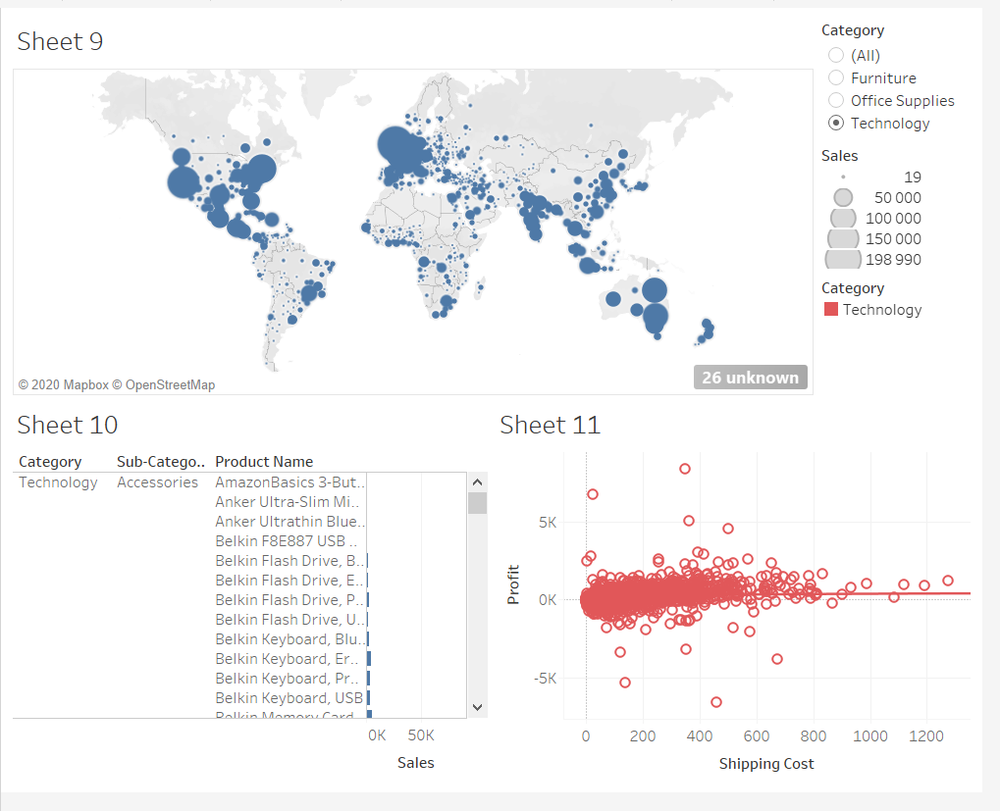 Sheet 9
© 2020 Mapbox © OpenStreetMap
26 unknown
Category
(All)
Furniture
Office Supplies
Technology
Sales
19
50 000
100 000
150 000
198 990
Category
Technology
Sheet 10
Category Sub-Catego.. Product Name
Technology Accessories AmazonBasics 3-But..
Anker Ultra-Slim Mi..
Anker Ultrathin Blue..
Belkin F8E887 USB ..
Belkin Flash Drive, B..
Belkin Flash Drive, E..
Belkin Flash Drive, P..
Belkin Flash Drive, U..
Belkin Keyboard, Blu..
Belkin Keyboard, Er..
Belkin Keyboard, Pr..
Belkin Keyboard, USB
Belkin Memory Card..
0K 50K
Sales
Sheet 11
Profit
5K
0K
-5K
0 200 400 600 800 1000 1200
Shipping Cost